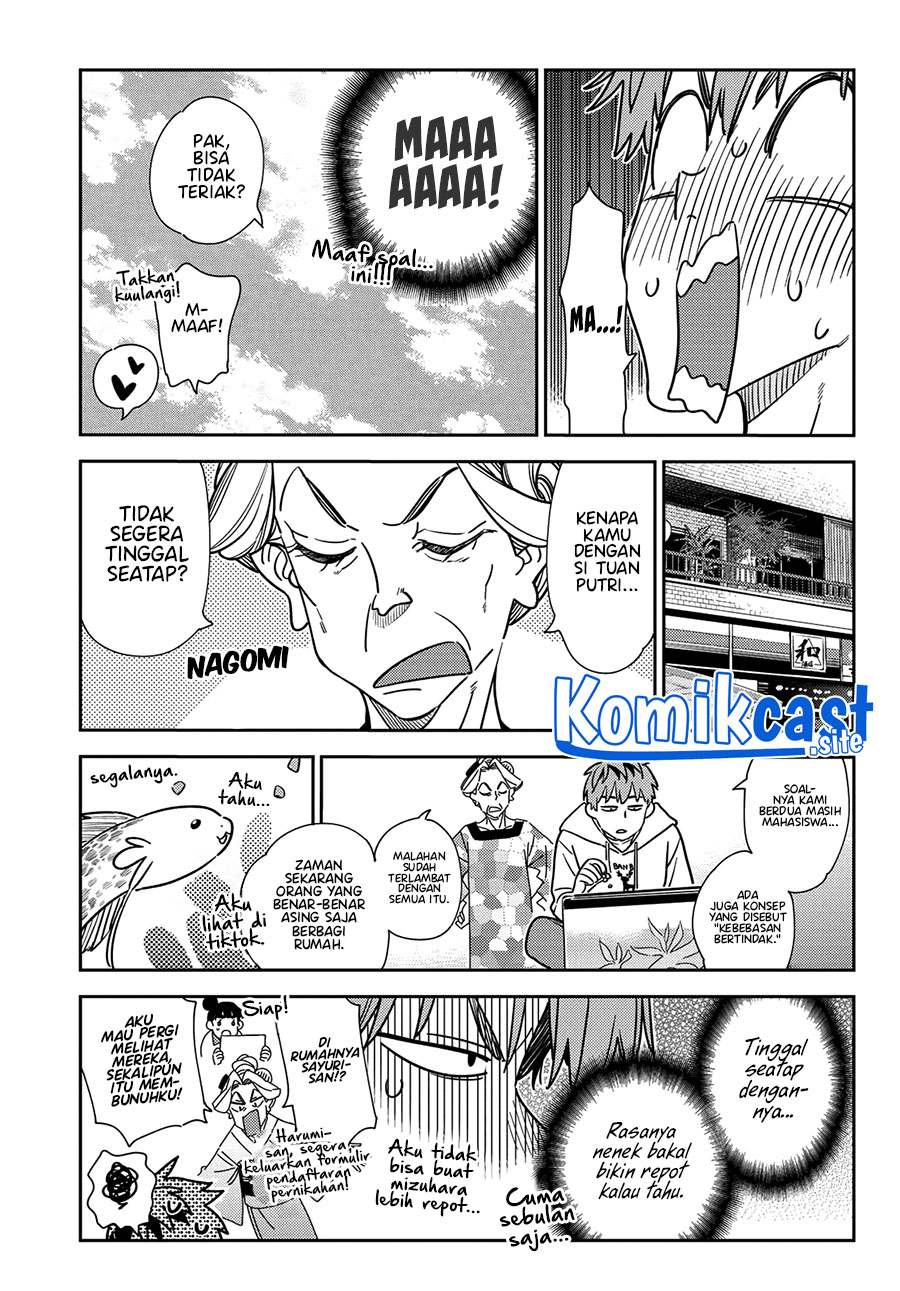 MA....!
MAAA
AAAA!
Maaf soal...
ini!!!
PAK,
BISA
TIDAK
TERIAK?
M-
MAAF!
Takkan
kuulangi!
和
KENAPA
KAMU
DENGAN
SI TUAN
PUTRI...
TIDAK
SEGERA
TINGGAL
SEATAP?
NAGOMI
Komikcast
.site
SOAL-
NYA KAMI
BERDUA MASIH
MAHASISWA...
ADA
JUGA KONSEP
YANG DISEBUT
"KEBEBASAN
BERTINDAK."
MALAHAN
SUDAH
TERLAMBAT
DENGAN
SEMUA ITU.
ZAMAN
SEKARANG
ORANG YANG
BENAR-BENAR
ASING SAJA
BERBAGI
RUMAH.
Aku
tahu...
segalanya.
Aku
lihat di
tiktok.
Tinggal
seatap
dengan-
nya...
Rasanya
nenek bakal
bikin repot
kalau tahu.
Cuma
sebulan
saja...
Aku tidak
bisa buat
mizuhara
lebih repot...
DI
RUMAHNYA
SAYURI-
SAN!?
Siap!
Harumi-
san, segera
keluarkan formulir
pendaftaran
pernikahan!
AKU
MAU PERGI
MELIHAT
MEREKA,
SEKALIPUN
ITU MEM-
BUNUHKU!